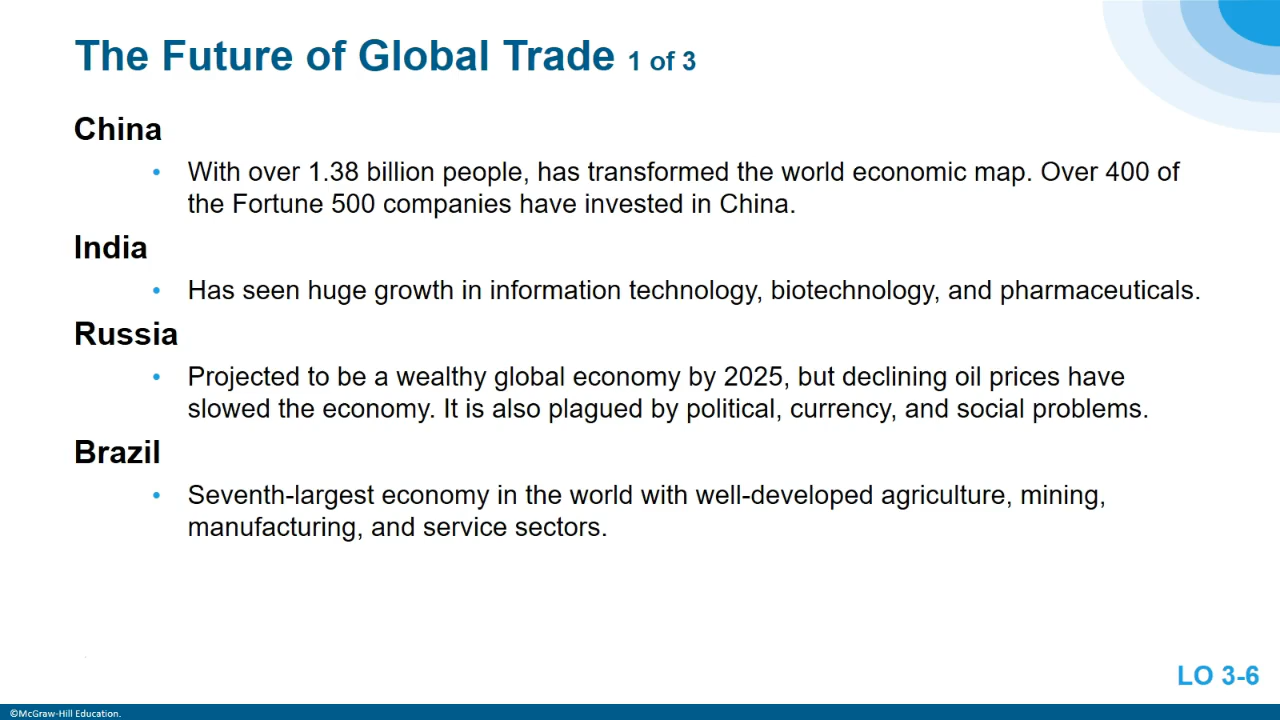 The Future of Global Trade 1 of 3
China
• With over 1.38 billion people, has transformed the world economic map. Over 400 of
the Fortune 500 companies have invested in China.
India
• Has seen huge growth in information technology, biotechnology, and pharmaceuticals.
Russia
• Projected to be a wealthy global economy by 2025, but declining oil prices have
slowed the economy. It is also plagued by political, currency, and social problems.
Brazil
• Seventh-largest economy in the world with well-developed agriculture, mining,
manufacturing, and service sectors.
LO 3-6
©McGraw-Hill Education.